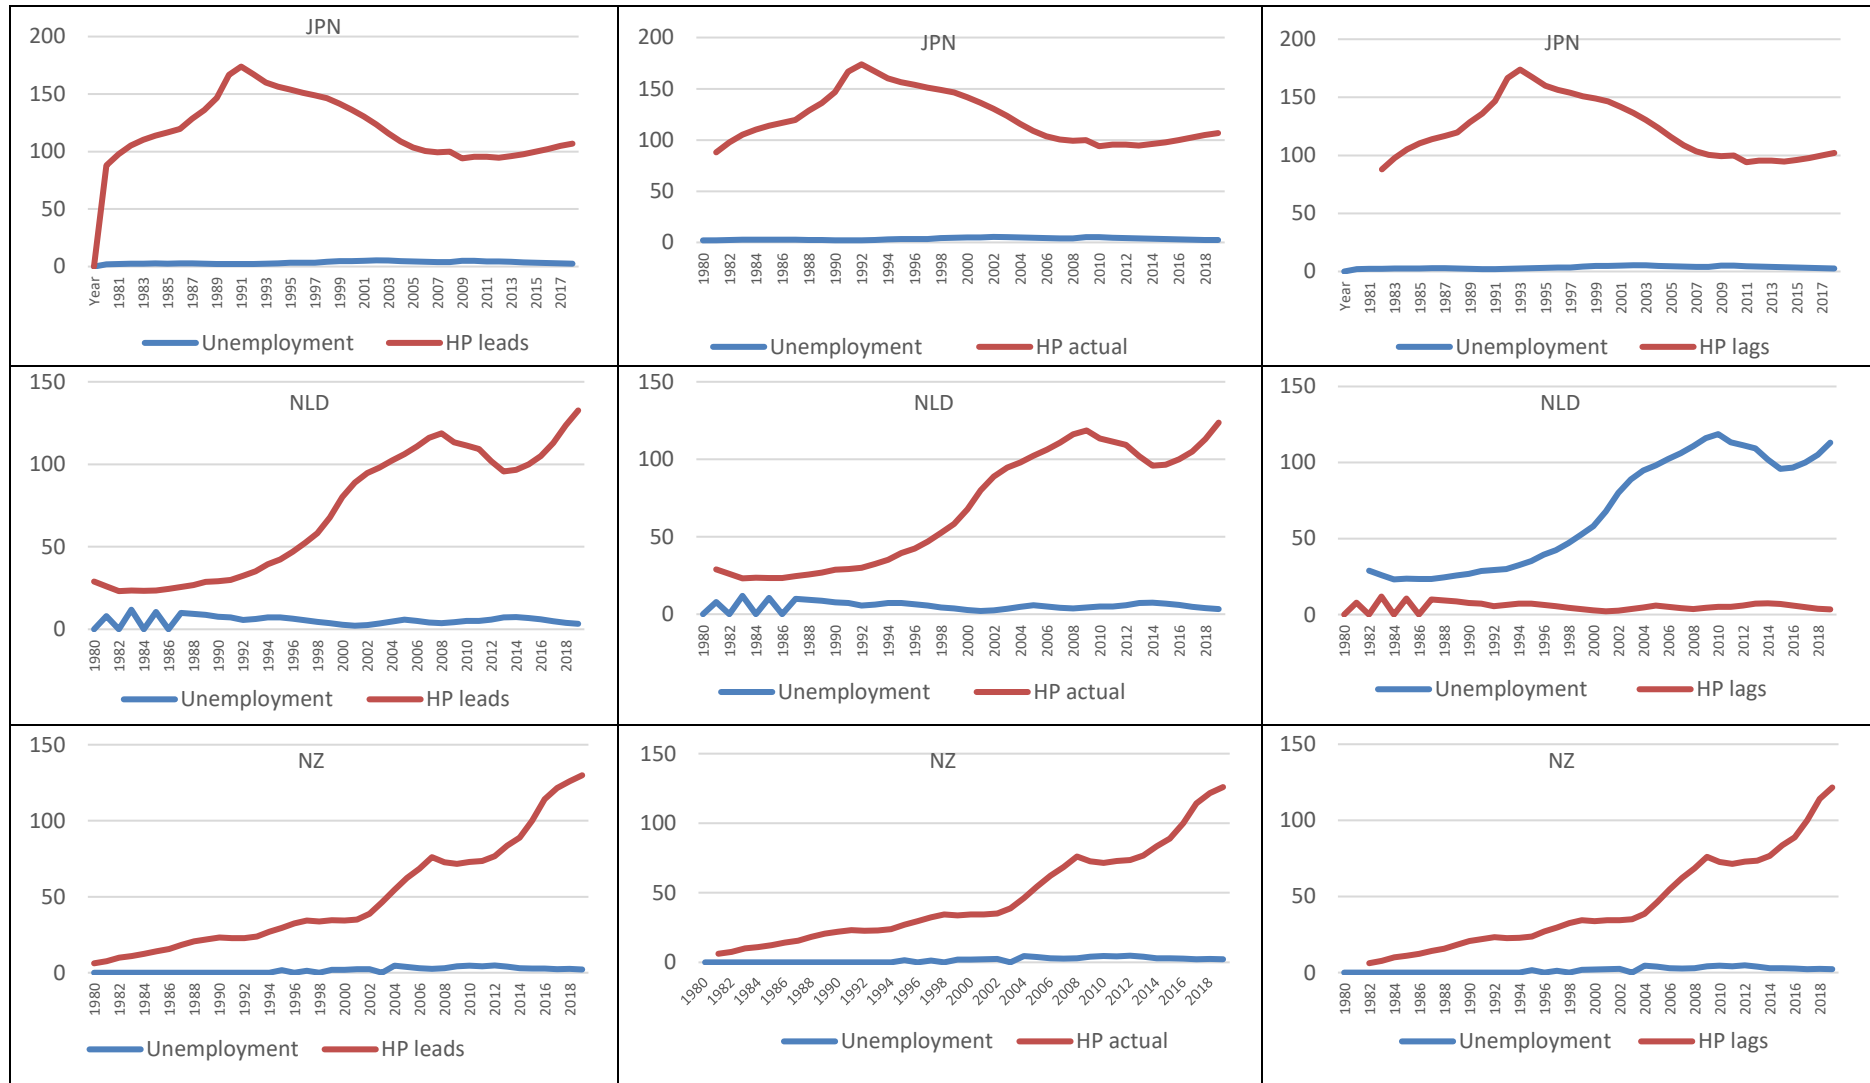 JPN
200
150
100
50
0
Year 1981 1983 1985 1987 1989 1991 1993 1995 1997 1999 2001 2003 2005 2007 2009 2011 2013 2015 2017
Unemployment HP leads
JPN
200
150
100
50
0
1980 1982 1984 1986 1988 1990 1992 1994 1996 1998 2000 2002 2004 2006 2008 2010 2012 2014 2016 2018
Unemployment HP actual
JPN
200
150
100
50
0
Year 1981 1983 1985 1987 1989 1991 1993 1995 1997 1999 2001 2003 2005 2007 2009 2011 2013 2015 2017
Unemployment HP lags
NLD
150
100
50
0
1980 1982 1984 1986 1988 1990 1992 1994 1996 1998 2000 2002 2004 2006 2008 2010 2012 2014 2016 2018
Unemployment HP leads
NLD
150
100
50
0
1980 1982 1984 1986 1988 1990 1992 1994 1996 1998 2000 2002 2004 2006 2008 2010 2012 2014 2016 2018
Unemployment HP actual
NLD
150
100
50
0
1980 1982 1984 1986 1988 1990 1992 1994 1996 1998 2000 2002 2004 2006 2008 2010 2012 2014 2016 2018
Unemployment HP lags
NZ
150
100
50
0
1980 1982 1984 1986 1988 1990 1992 1994 1996 1998 2000 2002 2004 2006 2008 2010 2012 2014 2016 2018
Unemployment HP leads
NZ
150
100
50
0
1980 1982 1984 1986 1988 1990 1992 1994 1996 1998 2000 2002 2004 2006 2008 2010 2012 2014 2016 2018
Unemployment HP actual
NZ
150
100
50
0
1980 1982 1984 1986 1988 1990 1992 1994 1996 1998 2000 2002 2004 2006 2008 2010 2012 2014 2016 2018
Unemployment HP lags